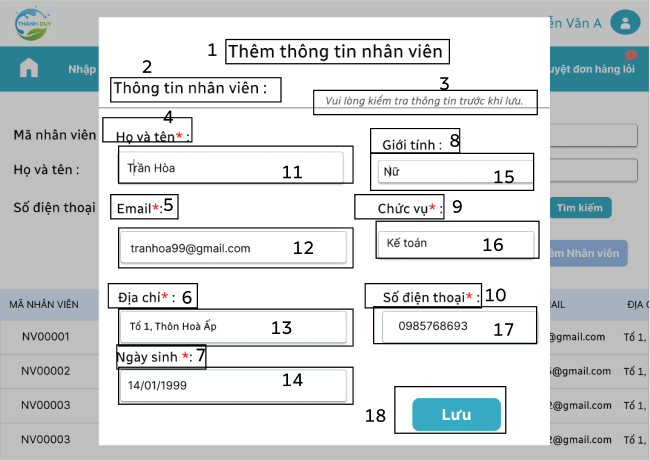 THÀNH DUY
ễn Văn A
1 Thêm thông tin nhân viên
Nhập
uyệt đơn hàng lỗi
2
Thông tin nhân viên :
3
Vui lòng kiểm tra thông tin trước khi lưu.
4
Mã nhân viên
Họ và tên* :
Giới tính : 8
Họ và tên :
Trần Hòa 11
Nữ 15
Số điện thoại
Email*: 5
Chức vụ* : 9
Tìm kiếm
tranhoa99@gmail.com 12
Kế toán 16
êm Nhân viên
MÃ NHÂN VIÊN
Địa chỉ* : 6
Số điện thoại* : 10
AIL
ĐỊA C
NV00001
Tổ 1, Thôn Hoà Ấp 13
0985768693 17
@gmail.com Tổ 1,
Ngày sinh *: 7
NV00002
14/01/1999 14
@gmail.com Tổ 1,
NV00003
18 Lưu
2@gmail.com Tổ 1,
NV00003
2@gmail.com Tổ 1,